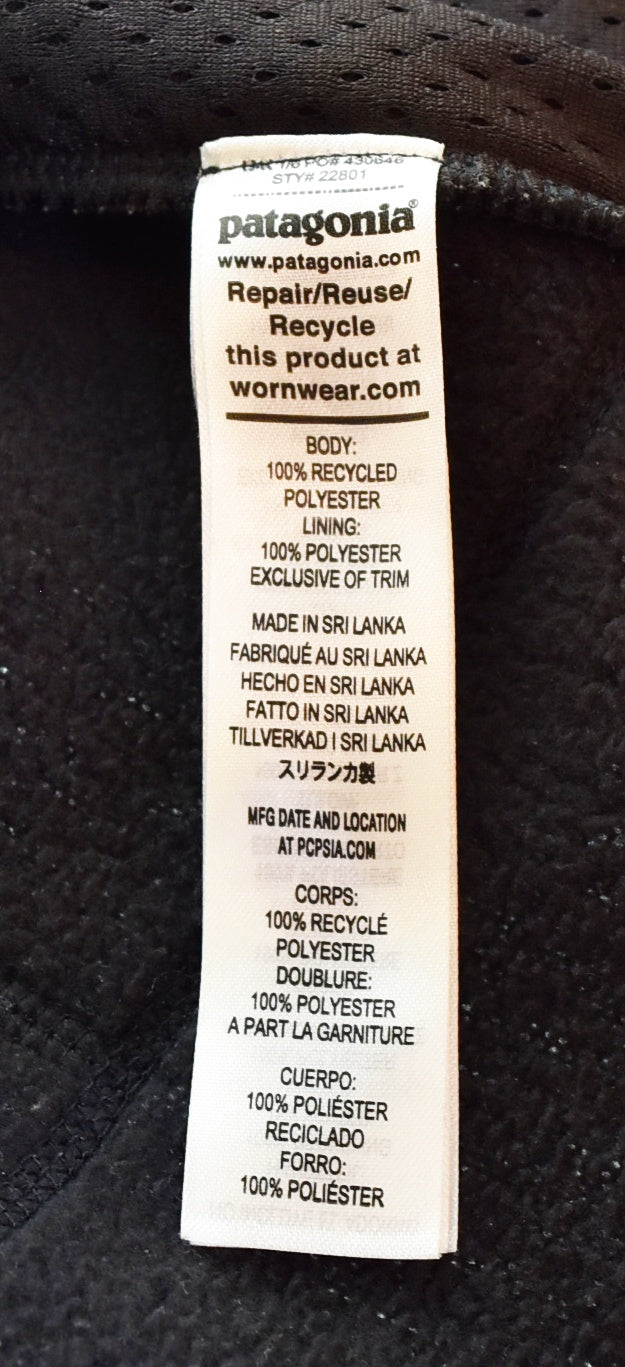 PO# 430646
STY# 22801
patagonia®
www.patagonia.com
Repair/Reuse/
Recycle
this product at
wornwear.com
BODY:
100% RECYCLED
POLYESTER
LINING:
100% POLYESTER
EXCLUSIVE OF TRIM
MADE IN SRI LANKA
FABRIQUÉ AU SRI LANKA
HECHO EN SRI LANKA
FATTO IN SRI LANKA
TILLVERKAD I SRI LANKA
スリランカ製
MFG DATE AND LOCATION
AT PCPSIA.COM
CORPS:
100% RECYCLÉ
POLYESTER
DOUBLURE:
100% POLYESTER
A PART LA GARNITURE
CUERPO:
100% POLIÉSTER
RECICLADO
FORRO:
100% POLIÉSTER